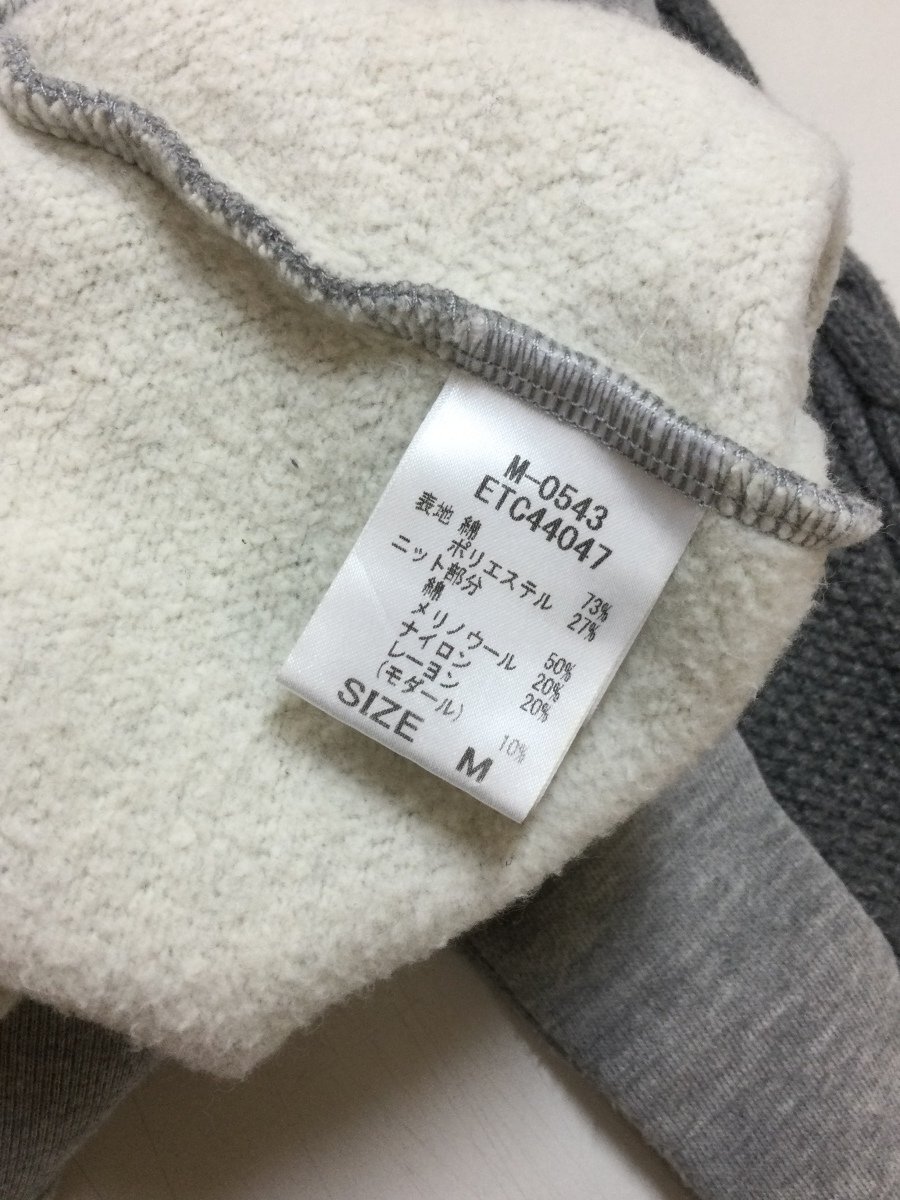 M-0543
ETC44047
表地 綿 73%
ポリエステル 27%
ニット部分
綿 50%
メリノウール 20%
ナイロン 20%
レーヨン
(モダール) 10%
SIZE M